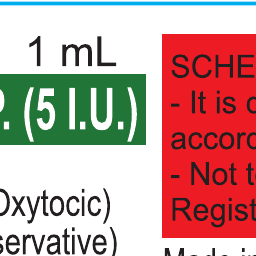 1 mL
P. (5 I.U.)
Oxytocic)
servative)
SCHE
- It is
accord
- Not t
Regist
Made in